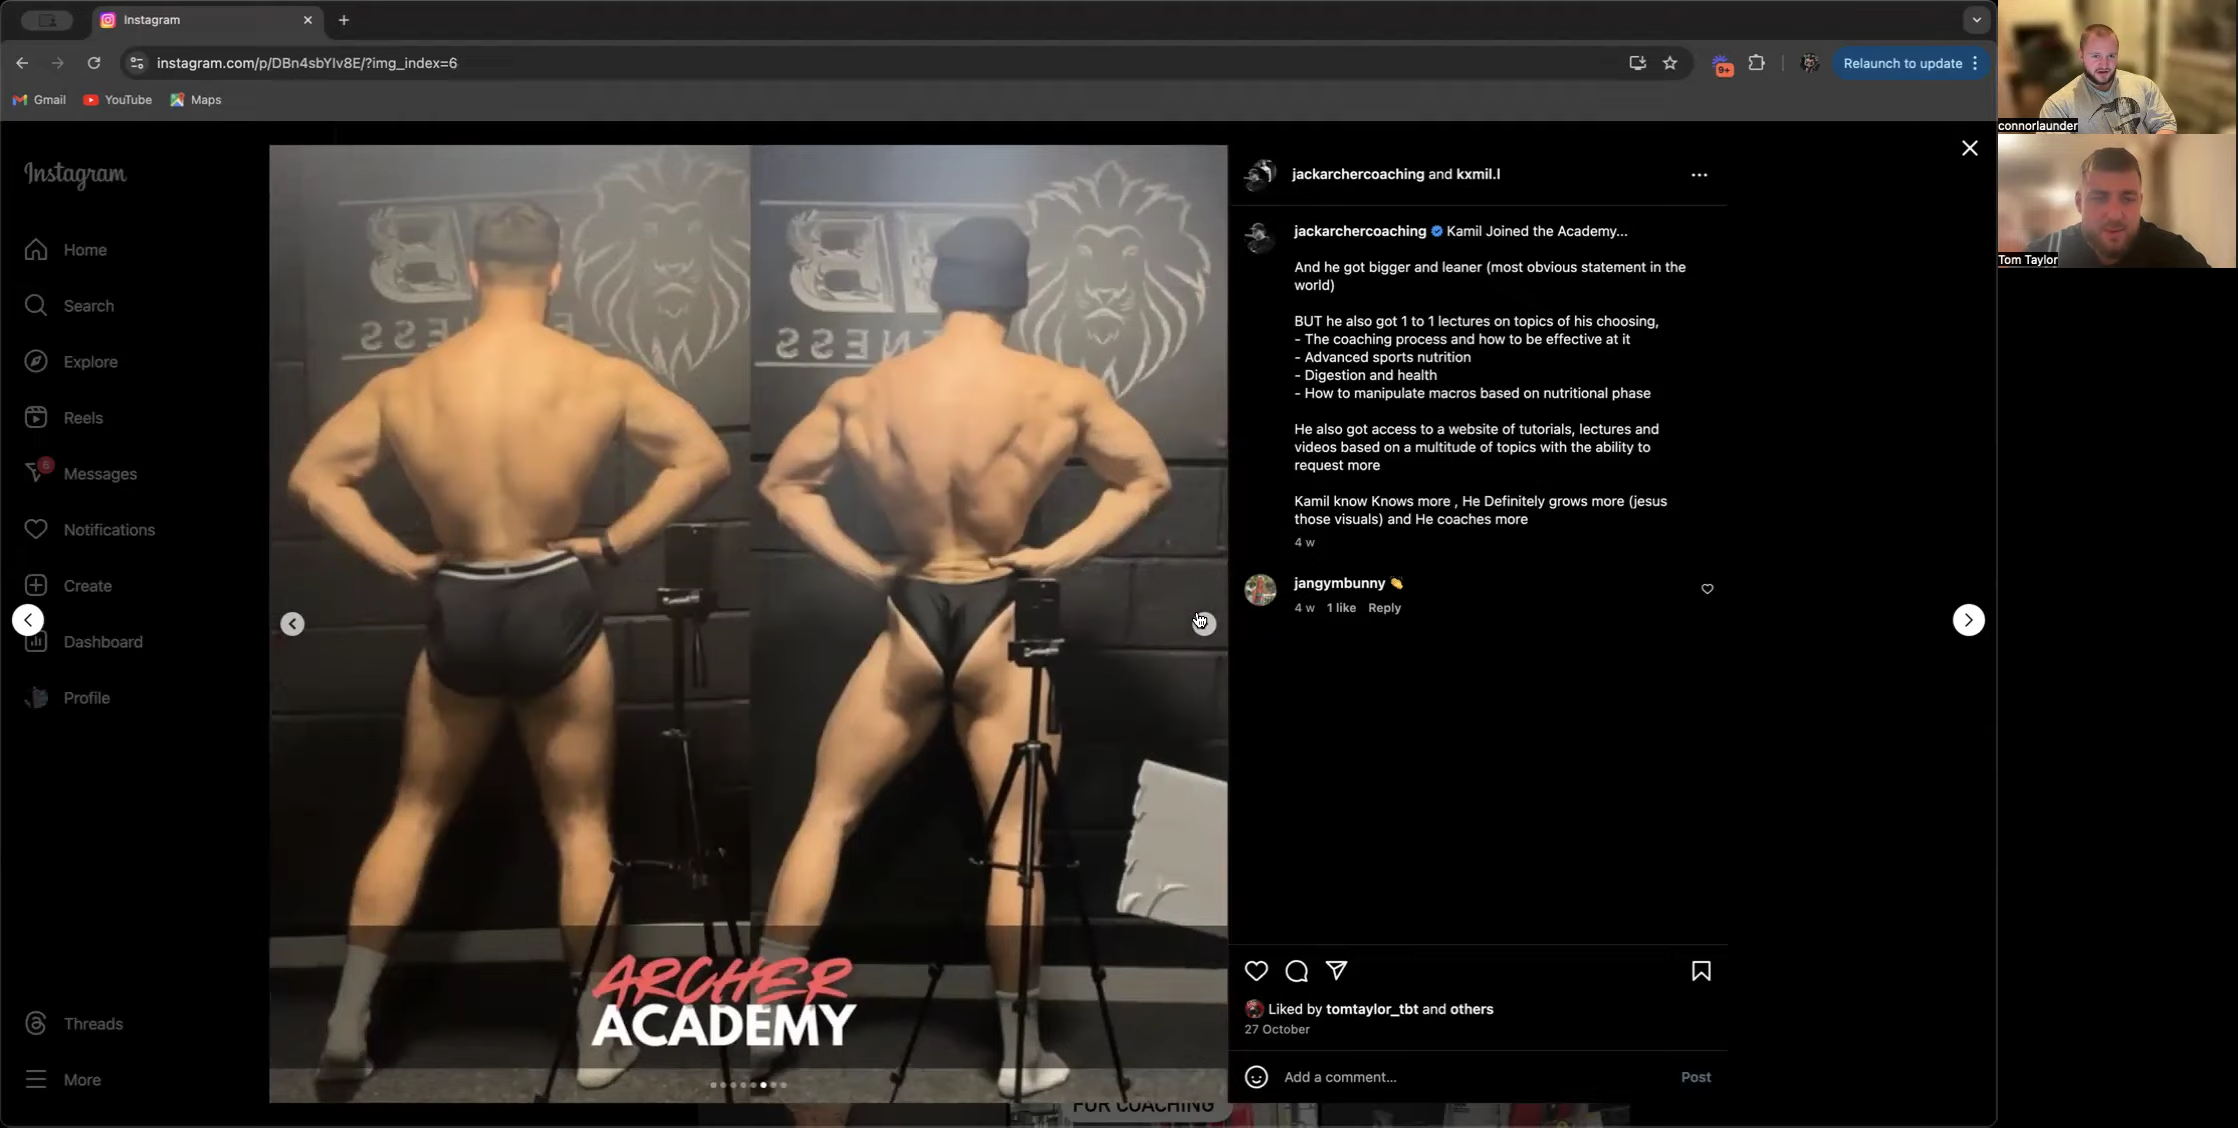 Instagram
instagram.com/p/DBn4sbYIv8E/?img_index=6
9+
Relaunch to update
Gmail
YouTube
Maps
connorlaunder
Tom Taylor
Instagram
Home
Search
Explore
Reels
6
Messages
Notifications
Create
Dashboard
Profile
Threads
More
ARCHER
ACADEMY
jackarchercoaching and kxmil.l
jackarchercoaching Kamil Joined the Academy...
And he got bigger and leaner (most obvious statement in the
world)
BUT he also got 1 to 1 lectures on topics of his choosing,
- The coaching process and how to be effective at it
- Advanced sports nutrition
- Digestion and health
- How to manipulate macros based on nutritional phase
He also got access to a website of tutorials, lectures and
videos based on a multitude of topics with the ability to
request more
Kamil know Knows more , He Definitely grows more (jesus
those visuals) and He coaches more
4 w
jangymbunny 👏
4 w 1 like Reply
Liked by tomtaylor_tbt and others
27 October
Add a comment...
Post
FOR COACHING